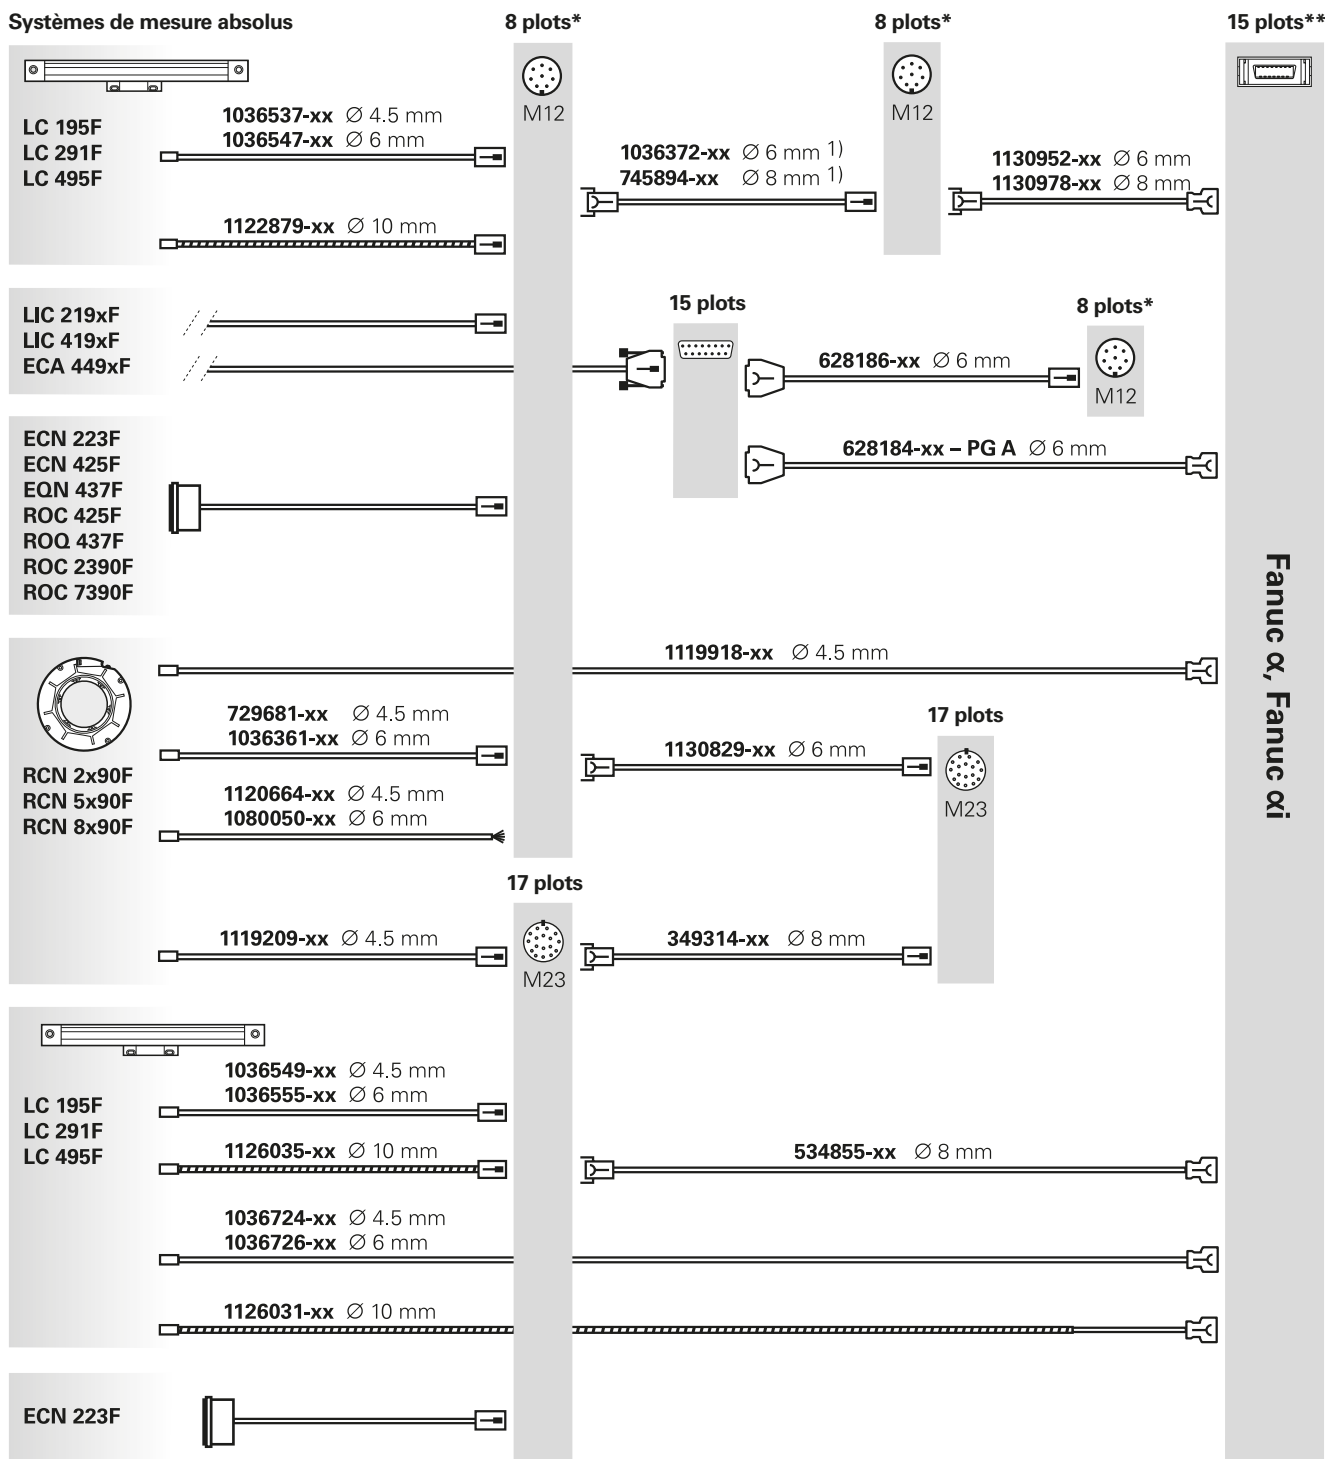 Systèmes de mesure absolus
8 plots*
8 plots*
15 plots**
M12
M12
LC 195F
LC 291F
LC 495F
1036537-xx Ø 4.5 mm
1036547-xx Ø 6 mm
1036372-xx Ø 6 mm 1)
745894-xx Ø 8 mm 1)
1130952-xx Ø 6 mm
1130978-xx Ø 8 mm
1122879-xx Ø 10 mm
LIC 219xF
LIC 419xF
ECA 449xF
15 plots
8 plots*
628186-xx Ø 6 mm
M12
ECN 223F
ECN 425F
EQN 437F
ROC 425F
ROQ 437F
ROC 2390F
ROC 7390F
628184-xx – PG A Ø 6 mm
Fanuc α, Fanuc αi
1119918-xx Ø 4.5 mm
RCN 2x90F
RCN 5x90F
RCN 8x90F
729681-xx Ø 4.5 mm
1036361-xx Ø 6 mm
1130829-xx Ø 6 mm
17 plots
M23
1120664-xx Ø 4.5 mm
1080050-xx Ø 6 mm
17 plots
M23
1119209-xx Ø 4.5 mm
349314-xx Ø 8 mm
LC 195F
LC 291F
LC 495F
1036549-xx Ø 4.5 mm
1036555-xx Ø 6 mm
1126035-xx Ø 10 mm
534855-xx Ø 8 mm
1036724-xx Ø 4.5 mm
1036726-xx Ø 6 mm
1126031-xx Ø 10 mm
ECN 223F